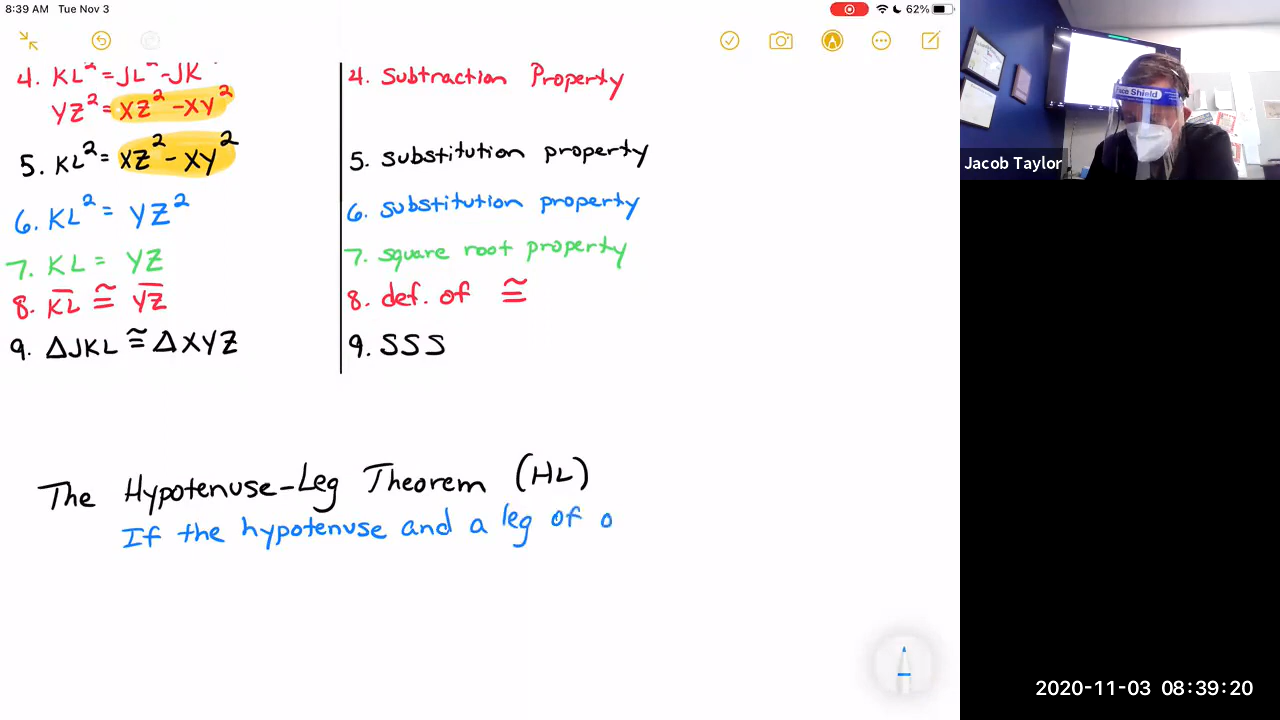 8:39 AM Tue Nov 3
62%
4. KL² = JL² - JK
4. Subtraction Property
YZ² = XZ² - XY²
5. KL² = XZ² - XY²
5. substitution property
6. KL² = YZ²
6. substitution property
7. KL = YZ
7. square root property
8. K̅L̅ ≅ Y̅Z̅
8. def. of ≅
9. ΔJKL ≅ ΔXYZ
9. SSS
The Hypotenuse-Leg Theorem (HL)
If the hypotenuse and a leg of o
Face Shield
Jacob Taylor
2020-11-03 08:39:20